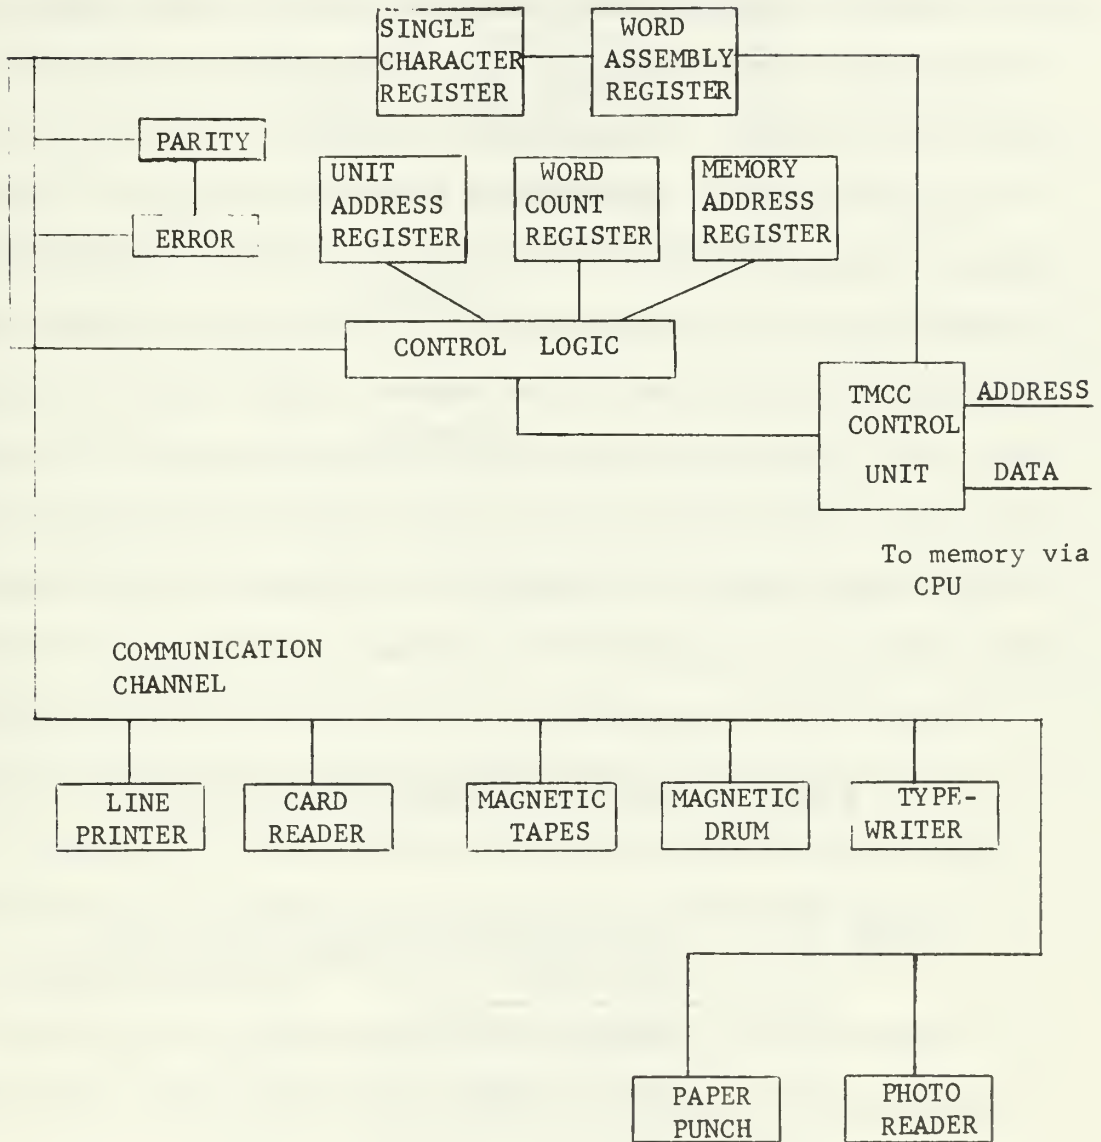 SINGLE
CHARACTER
REGISTER
WORD
ASSEMBLY
REGISTER
PARITY
ERROR
UNIT
ADDRESS
REGISTER
WORD
COUNT
REGISTER
MEMORY
ADDRESS
REGISTER
CONTROL LOGIC
TMCC
CONTROL
UNIT
ADDRESS
DATA
To memory via
CPU
COMMUNICATION
CHANNEL
LINE
PRINTER
CARD
READER
MAGNETIC
TAPES
MAGNETIC
DRUM
TYPE-
WRITER
PAPER
PUNCH
PHOTO
READER